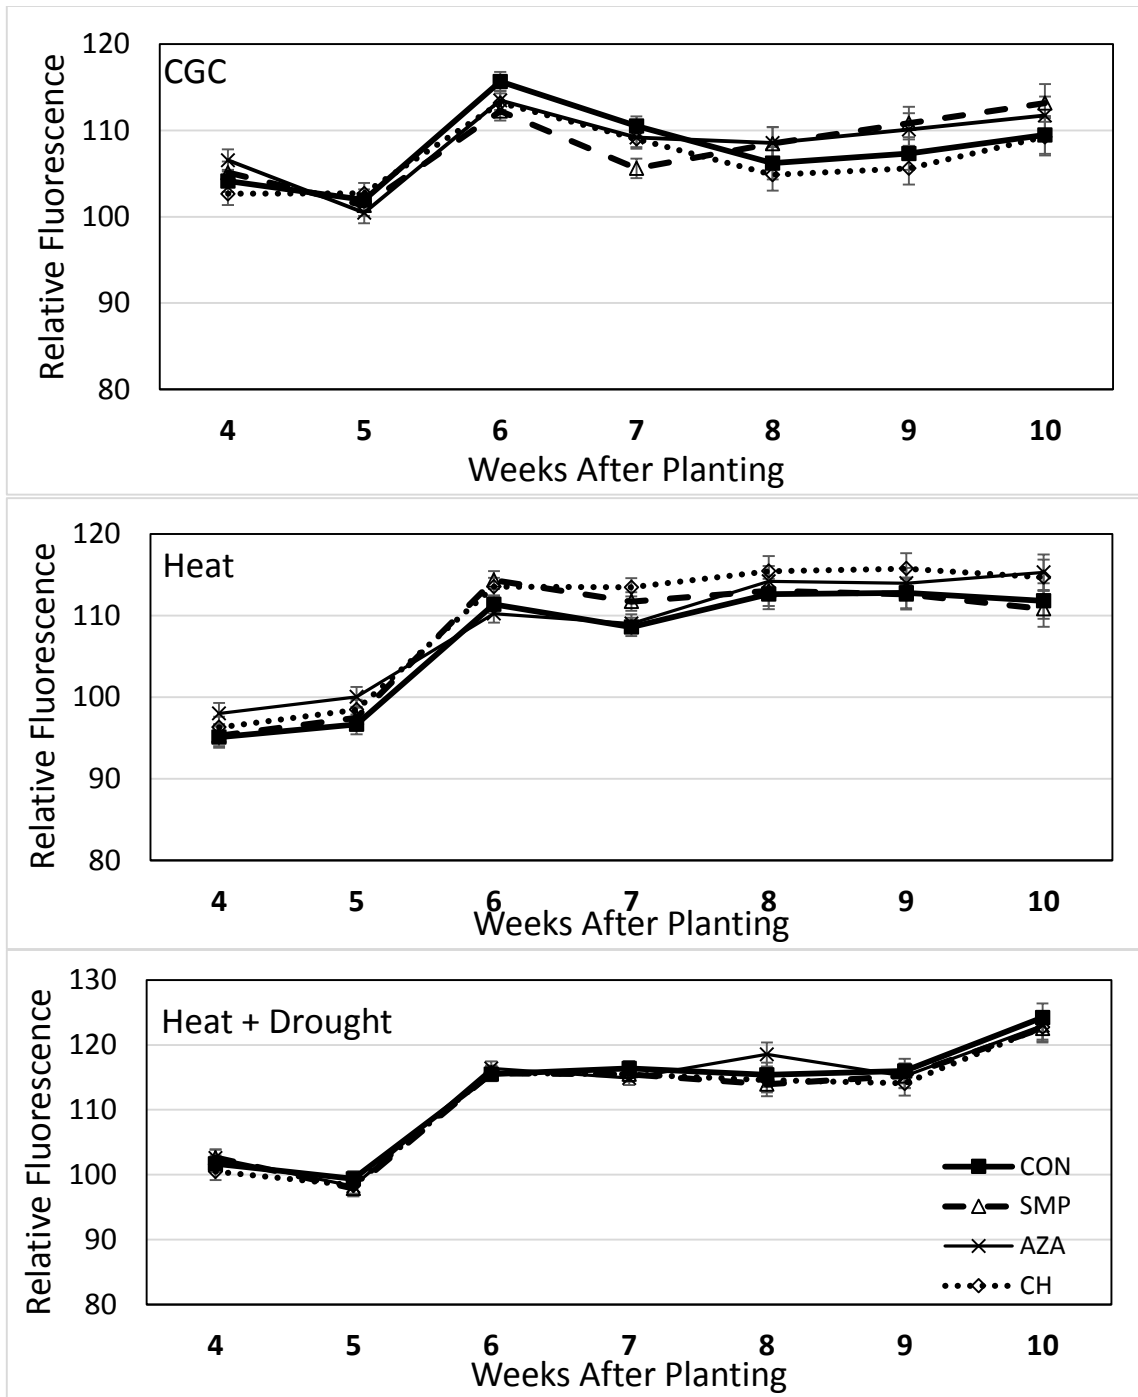 CGC
Relative Fluorescence
120
110
100
90
80
4 5 6 7 8 9 10
Weeks After Planting
Heat
Relative Fluorescence
120
110
100
90
80
4 5 6 7 8 9 10
Weeks After Planting
Heat + Drought
Relative Fluorescence
130
120
110
100
90
80
CON
SMP
AZA
CH
4 5 6 7 8 9 10
Weeks After Planting